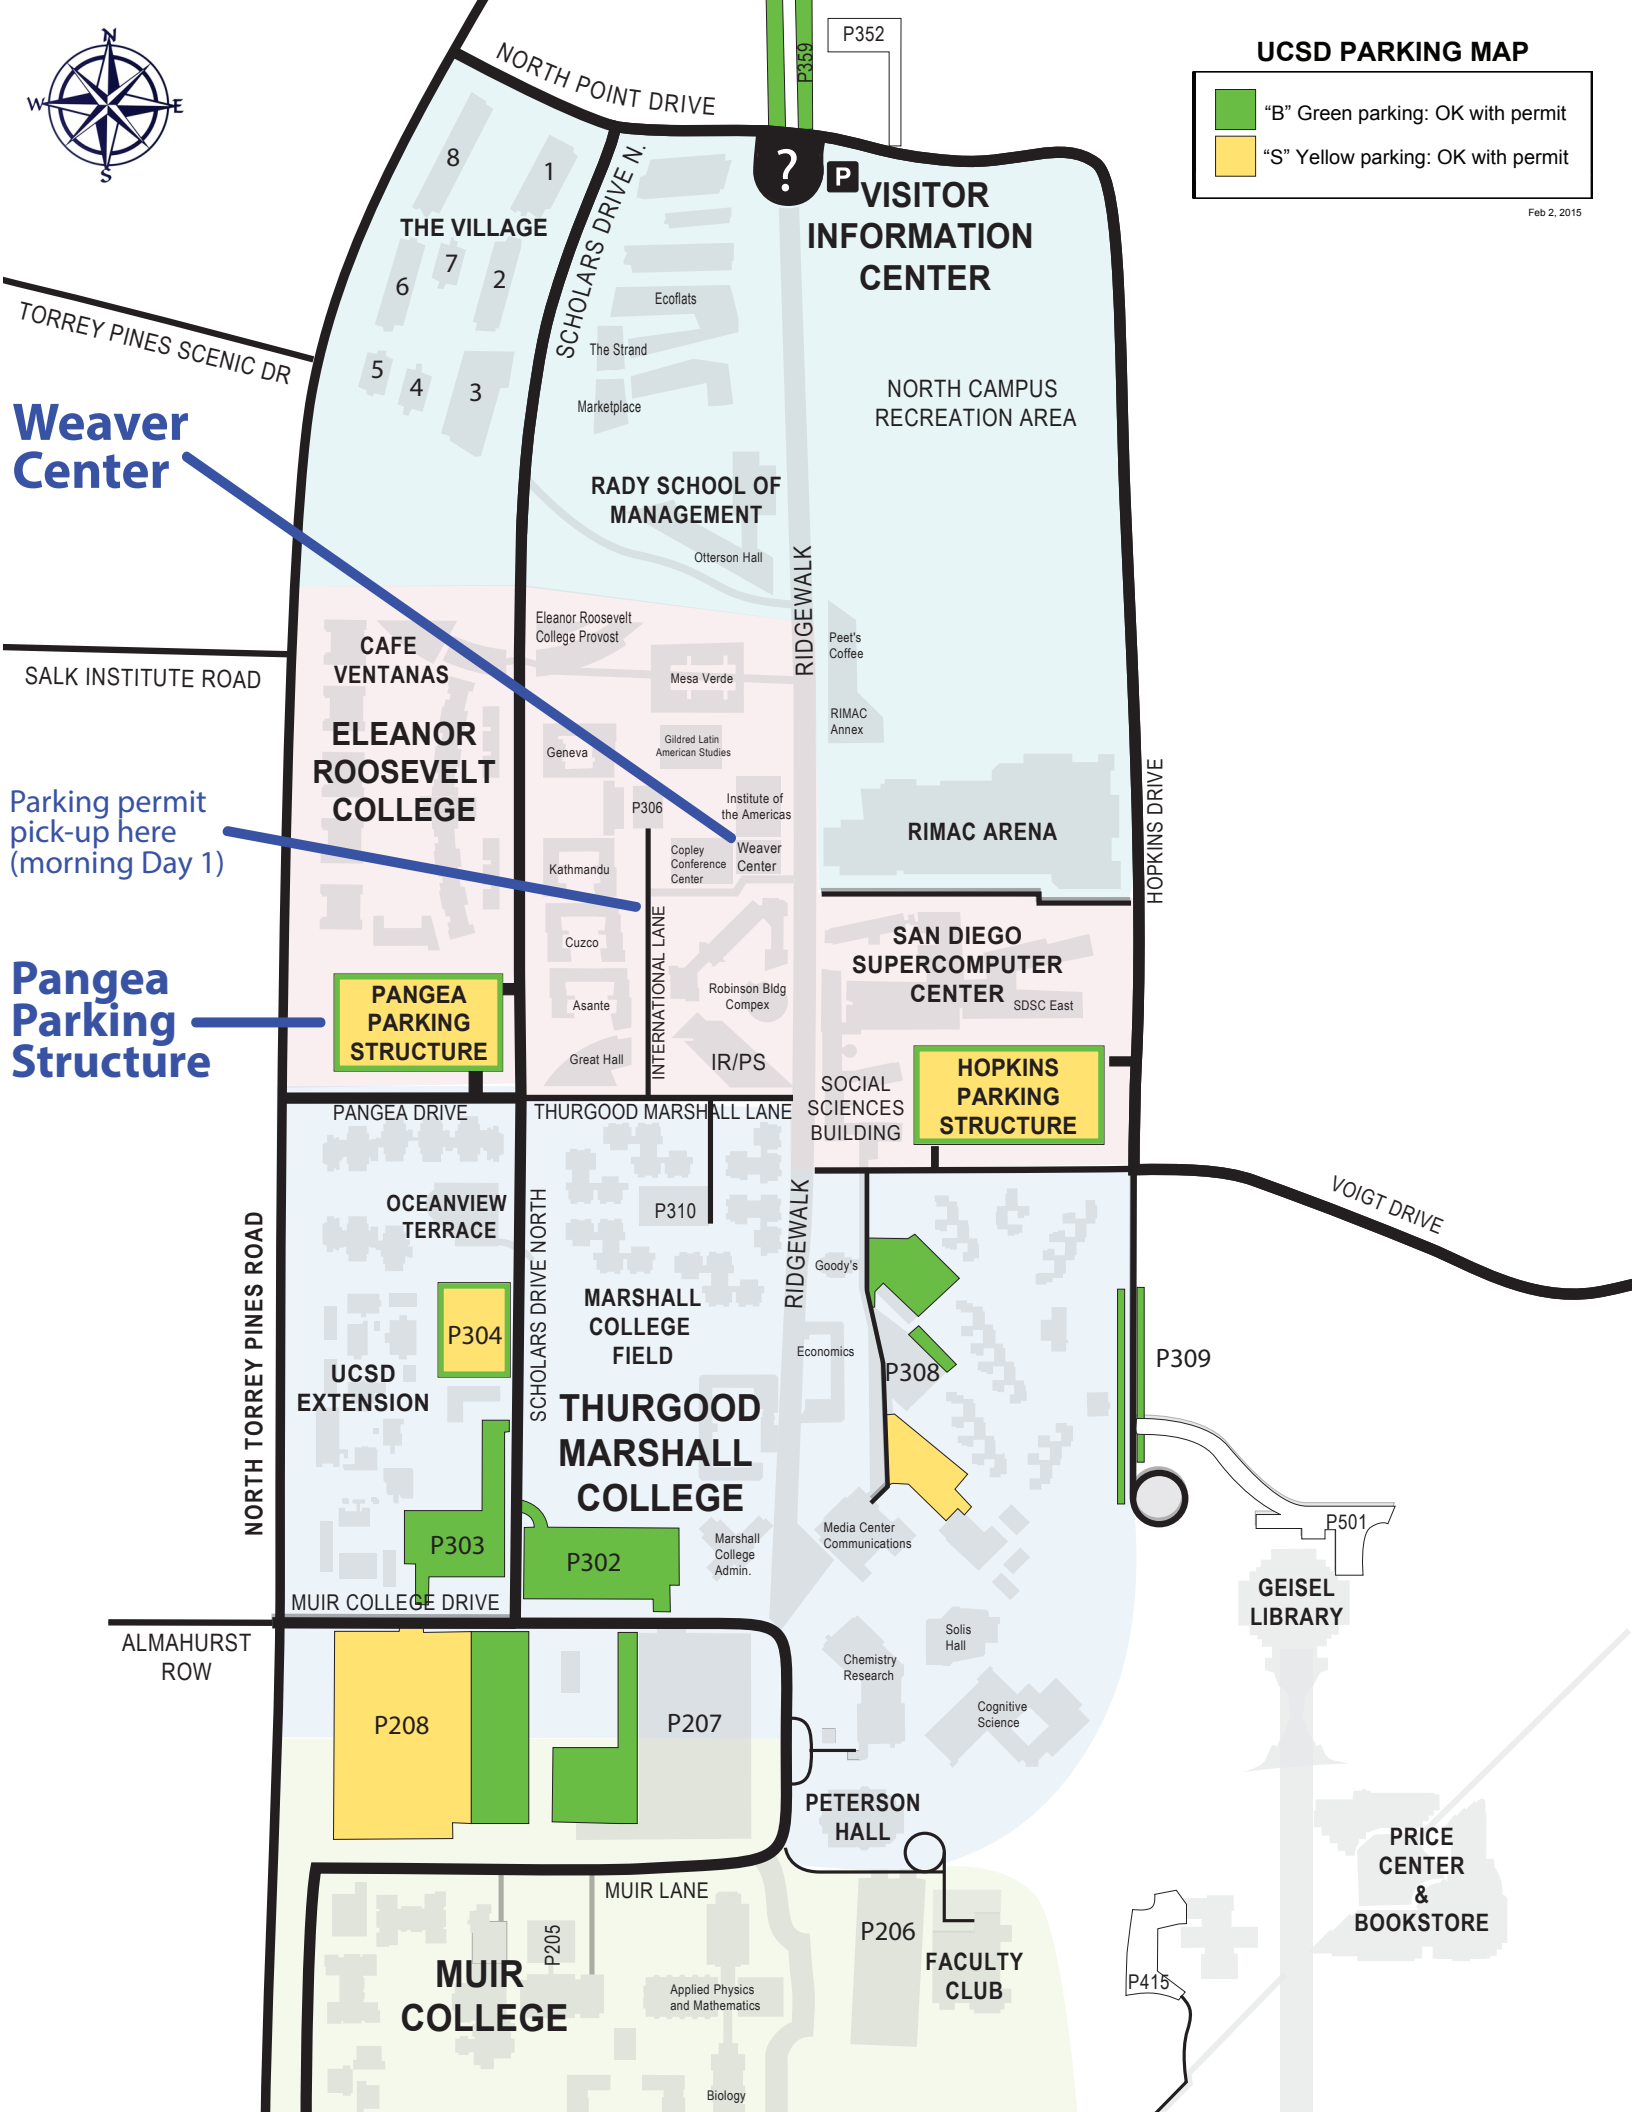 N
W
E
S
UCSD PARKING MAP
“B” Green parking: OK with permit
“S” Yellow parking: OK with permit
Feb 2, 2015
P352
P359
NORTH POINT DRIVE
?
P
VISITOR
INFORMATION
CENTER
SCHOLARS DRIVE N.
8
1
THE VILLAGE
7
6
2
5
4
3
TORREY PINES SCENIC DR
Ecoflats
The Strand
Marketplace
NORTH CAMPUS
RECREATION AREA
Weaver
Center
RADY SCHOOL OF
MANAGEMENT
Otterson Hall
RIDGEWALK
SALK INSTITUTE ROAD
CAFE
VENTANAS
Eleanor Roosevelt
College Provost
Peet's
Coffee
Mesa Verde
RIMAC
Annex
ELEANOR
ROOSEVELT
COLLEGE
Geneva
Gildred Latin
American Studies
HOPKINS DRIVE
Parking permit
pick-up here
(morning Day 1)
P306
Institute of
the Americas
RIMAC ARENA
Kathmandu
Copley
Conference
Center
Weaver
Center
INTERNATIONAL LANE
Cuzco
SAN DIEGO
SUPERCOMPUTER
CENTER
SDSC East
Pangea
Parking
Structure
PANGEA
PARKING
STRUCTURE
Asante
Robinson Bldg
Compex
Great Hall
IR/PS
HOPKINS
PARKING
STRUCTURE
SOCIAL
SCIENCES
BUILDING
PANGEA DRIVE
THURGOOD MARSHALL LANE
OCEANVIEW
TERRACE
P310
RIDGEWALK
VOIGT DRIVE
NORTH TORREY PINES ROAD
SCHOLARS DRIVE NORTH
Goody's
P304
MARSHALL
COLLEGE
FIELD
Economics
P308
P309
UCSD
EXTENSION
THURGOOD
MARSHALL
COLLEGE
P303
P302
Marshall
College
Admin.
Media Center
Communications
P501
GEISEL
LIBRARY
MUIR COLLEGE DRIVE
ALMAHURST
ROW
Solis
Hall
Chemistry
Research
Cognitive
Science
P208
P207
PETERSON
HALL
PRICE
CENTER
&
BOOKSTORE
MUIR LANE
P205
P206
FACULTY
CLUB
MUIR
COLLEGE
Applied Physics
and Mathematics
P415
Biology